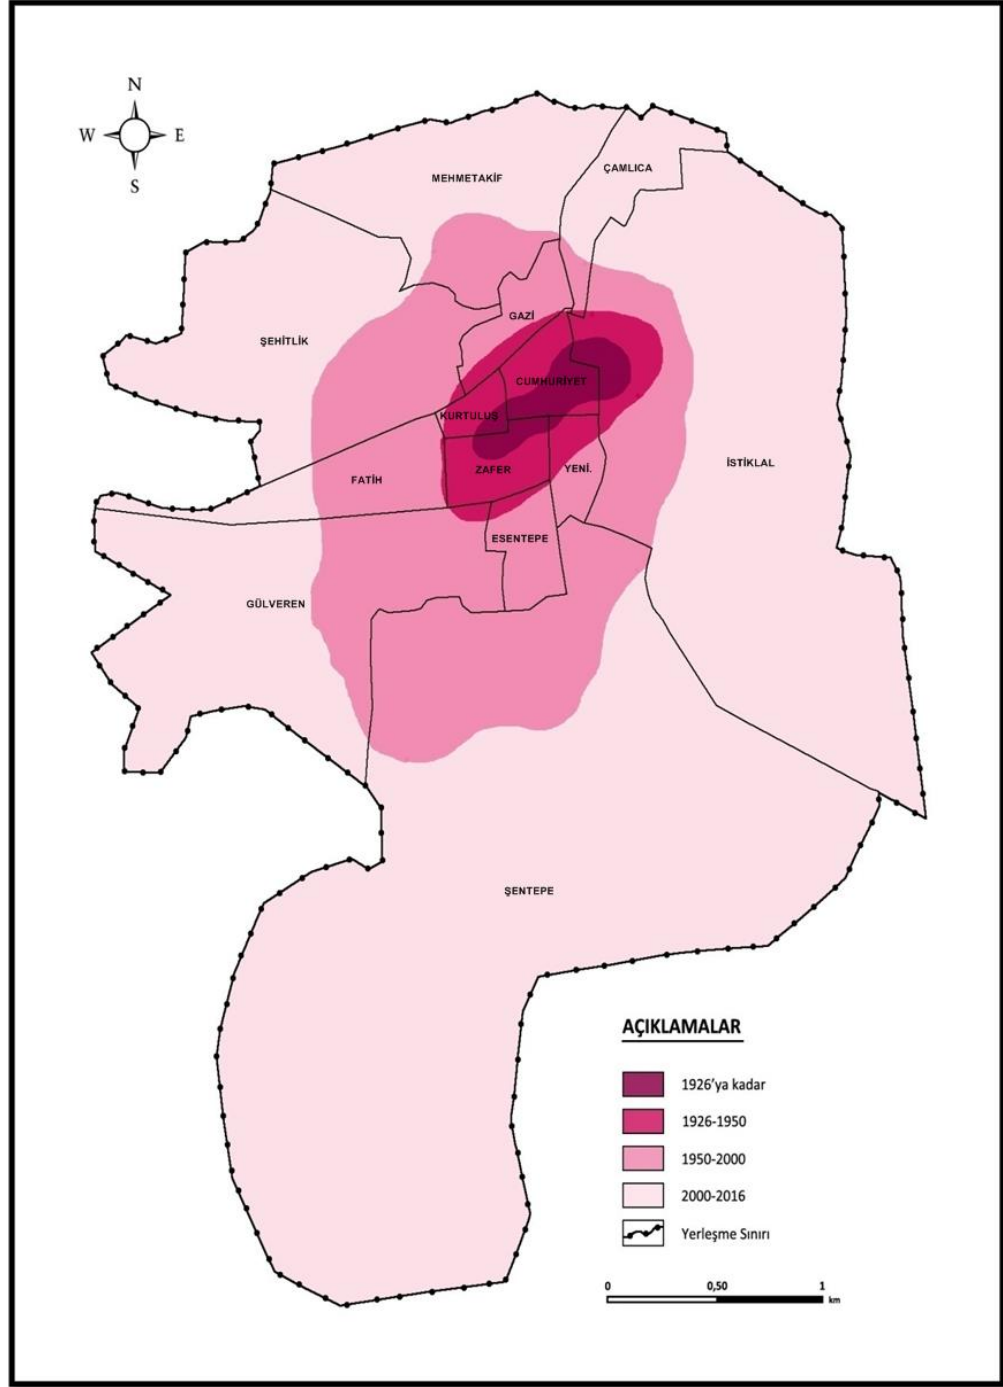 N
W E
S
MEHMETAKİF
ÇAMLICA
GAZİ
ŞEHİTLİK
CUMHURİYET
KURTULUŞ
İSTİKLAL
ZAFER
YENİ.
FATİH
ESENTEPE
GÜLVEREN
ŞENTEPE
AÇIKLAMALAR
1926'ya kadar
1926-1950
1950-2000
2000-2016
Yerleşme Sınırı
0 0,50 1
km